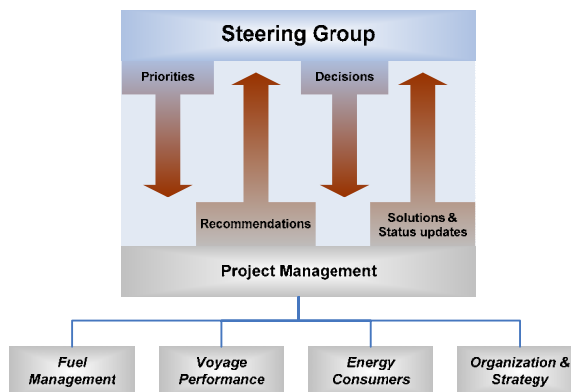 Steering Group
Priorities
Decisions
Recommendations
Solutions &
Status updates
Project Management
Fuel
Management
Voyage
Performance
Energy
Consumers
Organization &
Strategy